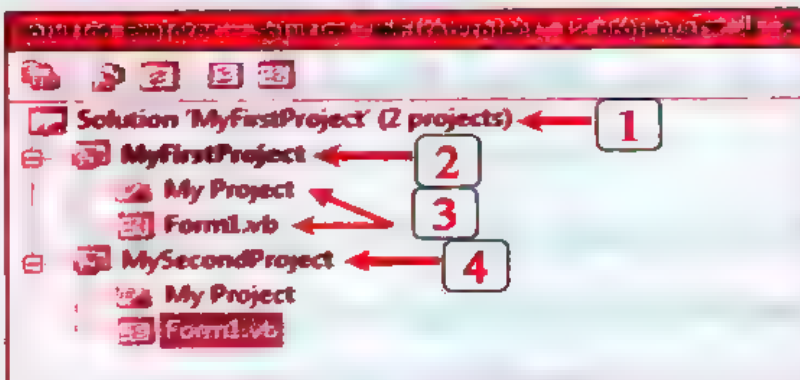 Solution 'MyFirstProject' (2 projects) 1
MyFirstProject 2
My Project
Form1.vb 3
MySecondProject 4
My Project
Form1.vb